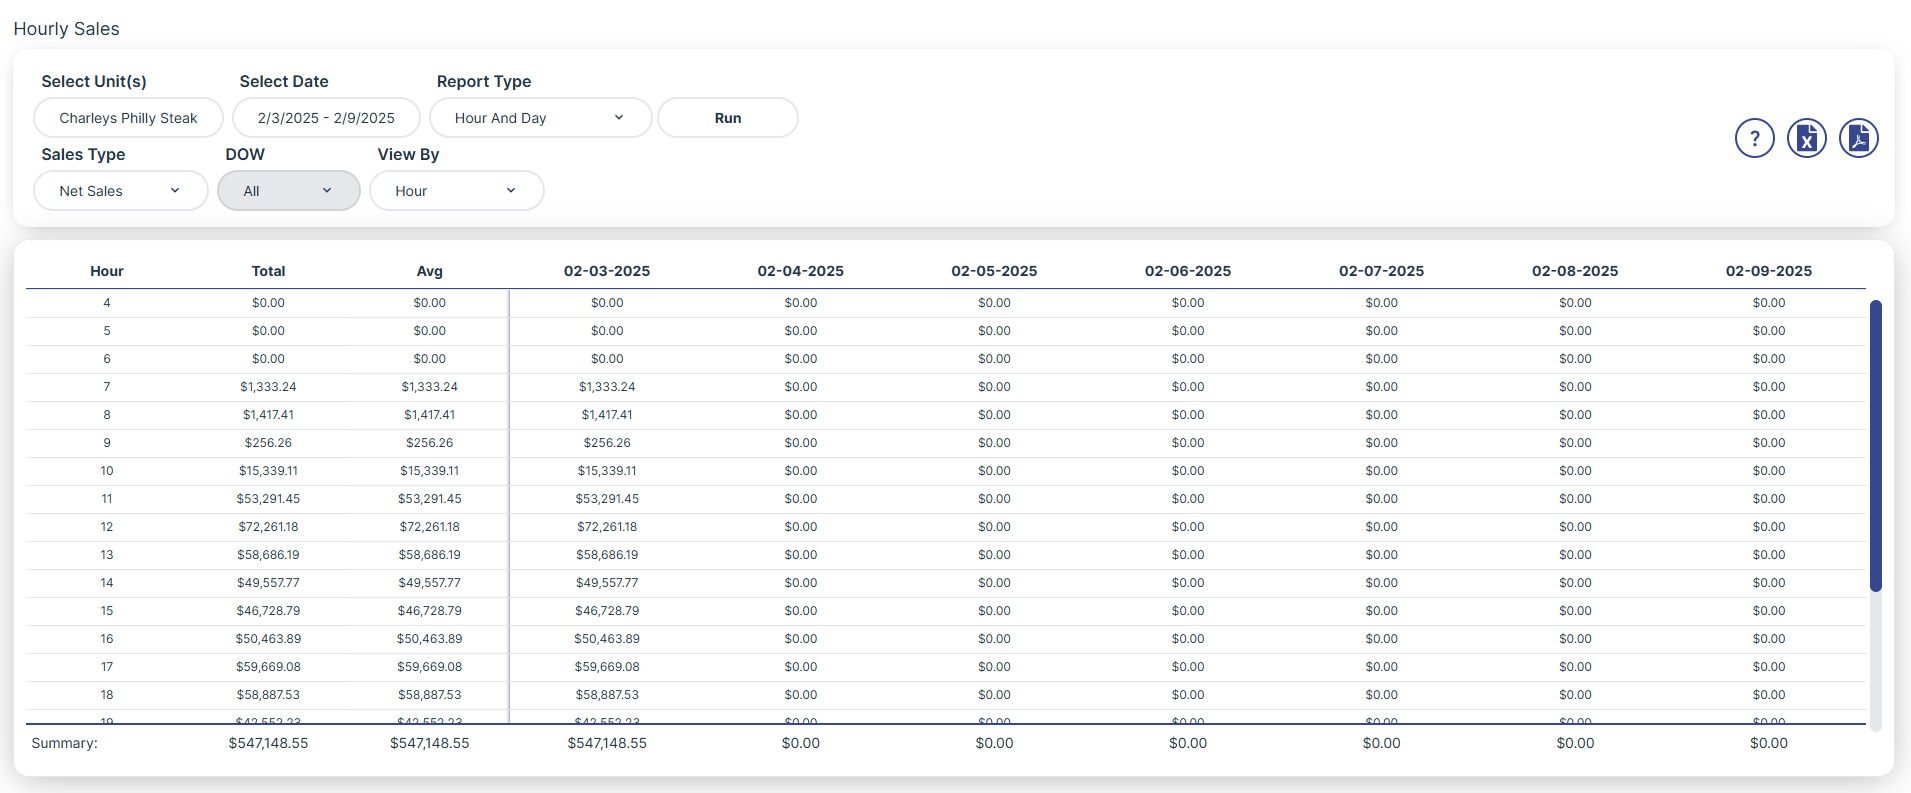 Hourly Sales
Select Unit(s) Select Date Report Type
Charleys Philly Steak 2/3/2025 - 2/9/2025 Hour And Day Run
Sales Type DOW View By
Net Sales All Hour
Hour Total Avg 02-03-2025 02-04-2025 02-05-2025 02-06-2025 02-07-2025 02-08-2025 02-09-2025
4 $0.00 $0.00 $0.00 $0.00 $0.00 $0.00 $0.00 $0.00 $0.00
5 $0.00 $0.00 $0.00 $0.00 $0.00 $0.00 $0.00 $0.00 $0.00
6 $0.00 $0.00 $0.00 $0.00 $0.00 $0.00 $0.00 $0.00 $0.00
7 $1,333.24 $1,333.24 $1,333.24 $0.00 $0.00 $0.00 $0.00 $0.00 $0.00
8 $1,417.41 $1,417.41 $1,417.41 $0.00 $0.00 $0.00 $0.00 $0.00 $0.00
9 $256.26 $256.26 $256.26 $0.00 $0.00 $0.00 $0.00 $0.00 $0.00
10 $15,339.11 $15,339.11 $15,339.11 $0.00 $0.00 $0.00 $0.00 $0.00 $0.00
11 $53,291.45 $53,291.45 $53,291.45 $0.00 $0.00 $0.00 $0.00 $0.00 $0.00
12 $72,261.18 $72,261.18 $72,261.18 $0.00 $0.00 $0.00 $0.00 $0.00 $0.00
13 $58,686.19 $58,686.19 $58,686.19 $0.00 $0.00 $0.00 $0.00 $0.00 $0.00
14 $49,557.77 $49,557.77 $49,557.77 $0.00 $0.00 $0.00 $0.00 $0.00 $0.00
15 $46,728.79 $46,728.79 $46,728.79 $0.00 $0.00 $0.00 $0.00 $0.00 $0.00
16 $50,463.89 $50,463.89 $50,463.89 $0.00 $0.00 $0.00 $0.00 $0.00 $0.00
17 $59,669.08 $59,669.08 $59,669.08 $0.00 $0.00 $0.00 $0.00 $0.00 $0.00
18 $58,887.53 $58,887.53 $58,887.53 $0.00 $0.00 $0.00 $0.00 $0.00 $0.00
19 $42,552.23 $42,552.23 $42,552.23 $0.00 $0.00 $0.00 $0.00 $0.00 $0.00
Summary: $547,148.55 $547,148.55 $547,148.55 $0.00 $0.00 $0.00 $0.00 $0.00 $0.00